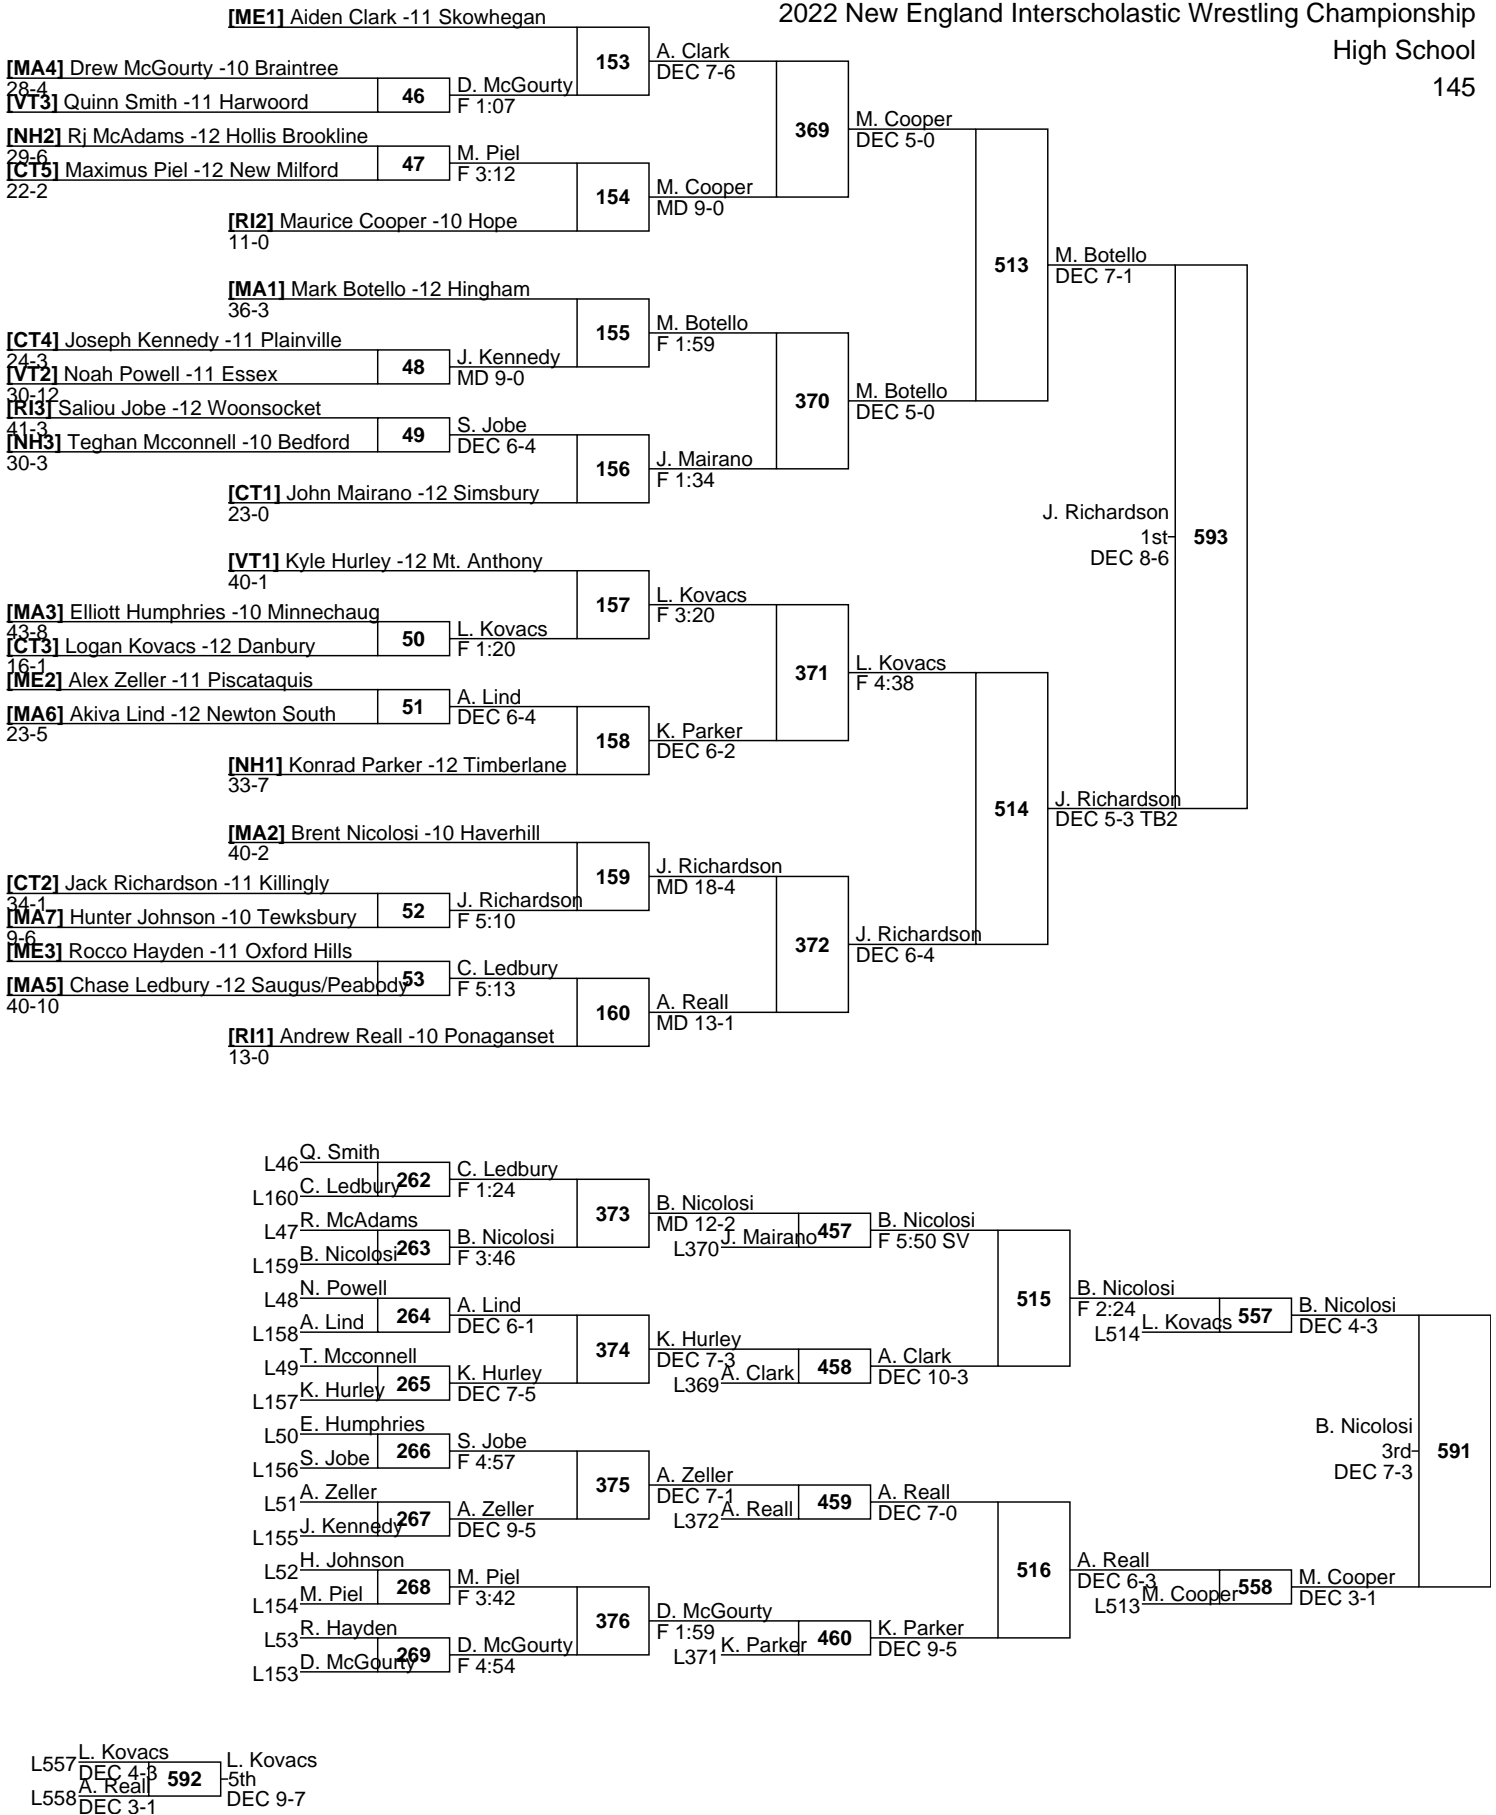 2022 New England Interscholastic Wrestling Championship
High School
145
[ME1] Aiden Clark -11 Skowhegan
[MA4] Drew McGourty -10 Braintree
28-4
[VT3] Quinn Smith -11 Harwoord
46
D. McGourty
F 1:07
153
A. Clark
DEC 7-6
[NH2] Rj McAdams -12 Hollis Brookline
29-6
[CT5] Maximus Piel -12 New Milford
22-2
47
M. Piel
F 3:12
[RI2] Maurice Cooper -10 Hope
11-0
154
M. Cooper
MD 9-0
369
M. Cooper
DEC 5-0
[MA1] Mark Botello -12 Hingham
36-3
[CT4] Joseph Kennedy -11 Plainville
24-3
[VT2] Noah Powell -11 Essex
30-12
48
J. Kennedy
MD 9-0
155
M. Botello
F 1:59
[RI3] Saliou Jobe -12 Woonsocket
41-3
[NH3] Teghan Mcconnell -10 Bedford
30-3
49
S. Jobe
DEC 6-4
[CT1] John Mairano -12 Simsbury
23-0
156
J. Mairano
F 1:34
370
M. Botello
DEC 5-0
513
M. Botello
DEC 7-1
[VT1] Kyle Hurley -12 Mt. Anthony
40-1
[MA3] Elliott Humphries -10 Minnechaug
43-8
[CT3] Logan Kovacs -12 Danbury
16-1
50
L. Kovacs
F 1:20
157
L. Kovacs
F 3:20
[ME2] Alex Zeller -11 Piscataquis
[MA6] Akiva Lind -12 Newton South
23-5
51
A. Lind
DEC 6-4
[NH1] Konrad Parker -12 Timberlane
33-7
158
K. Parker
DEC 6-2
371
L. Kovacs
F 4:38
[MA2] Brent Nicolosi -10 Haverhill
40-2
[CT2] Jack Richardson -11 Killingly
34-1
[MA7] Hunter Johnson -10 Tewksbury
9-6
52
J. Richardson
F 5:10
159
J. Richardson
MD 18-4
[ME3] Rocco Hayden -11 Oxford Hills
[MA5] Chase Ledbury -12 Saugus/Peabody
40-10
53
C. Ledbury
F 5:13
[RI1] Andrew Reall -10 Ponaganset
13-0
160
A. Reall
MD 13-1
372
J. Richardson
DEC 6-4
514
J. Richardson
DEC 5-3 TB2
J. Richardson
1st
DEC 8-6
593
L46 Q. Smith
L160 C. Ledbury
262
C. Ledbury
F 1:24
L47 R. McAdams
L159 B. Nicolosi
263
B. Nicolosi
F 3:46
373
B. Nicolosi
MD 12-2
L370 J. Mairano
457
B. Nicolosi
F 5:50 SV
L48 N. Powell
L158 A. Lind
264
A. Lind
DEC 6-1
L49 T. Mcconnell
L157 K. Hurley
265
K. Hurley
DEC 7-5
374
K. Hurley
DEC 7-3
L369 A. Clark
458
A. Clark
DEC 10-3
515
B. Nicolosi
F 2:24
L514 L. Kovacs
557
B. Nicolosi
DEC 4-3
L50 E. Humphries
L156 S. Jobe
266
S. Jobe
F 4:57
L51 A. Zeller
L155 J. Kennedy
267
A. Zeller
DEC 9-5
375
A. Zeller
DEC 7-1
L372 A. Reall
459
A. Reall
DEC 7-0
L52 H. Johnson
L154 M. Piel
268
M. Piel
F 3:42
L53 R. Hayden
L153 D. McGourty
269
D. McGourty
F 4:54
376
D. McGourty
F 1:59
L371 K. Parker
460
K. Parker
DEC 9-5
516
A. Reall
DEC 6-3
L513 M. Cooper
558
M. Cooper
DEC 3-1
B. Nicolosi
3rd
DEC 7-3
591
L557 L. Kovacs
DEC 4-3
L558 A. Reall
DEC 3-1
592
L. Kovacs
5th
DEC 9-7